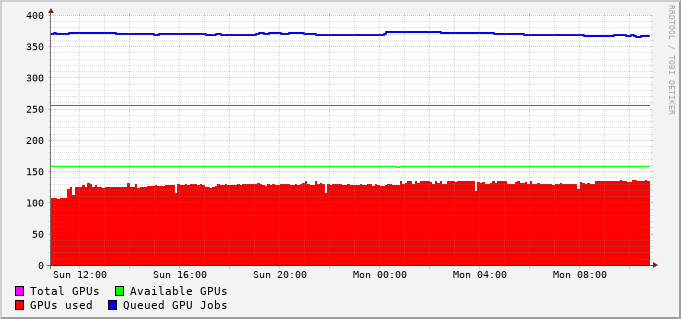 400
350
300
250
200
150
100
50
0
Sun 12:00 Sun 16:00 Sun 20:00 Mon 00:00 Mon 04:00 Mon 08:00
Total GPUs Available GPUs
GPUs used Queued GPU Jobs
RRDTOOL / TOBI OETIKER